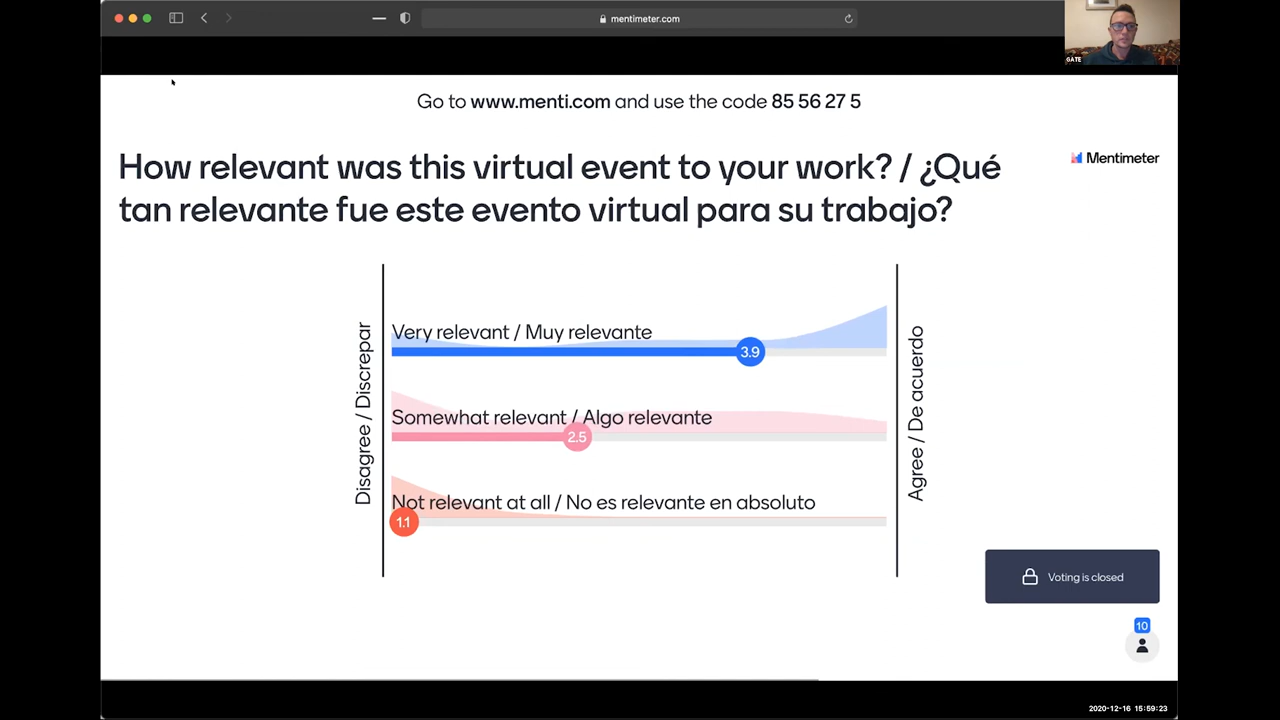 mentimeter.com
GATE
Go to www.menti.com and use the code 85 56 27 5
How relevant was this virtual event to your work? / ¿Qué
tan relevante fue este evento virtual para su trabajo?
Mentimeter
Disagree / Discrepar
Very relevant / Muy relevante
3.9
Somewhat relevant / Algo relevante
2.5
Not relevant at all / No es relevante en absoluto
1.1
Agree / De acuerdo
Voting is closed
10
2020-12-16 15:59:23